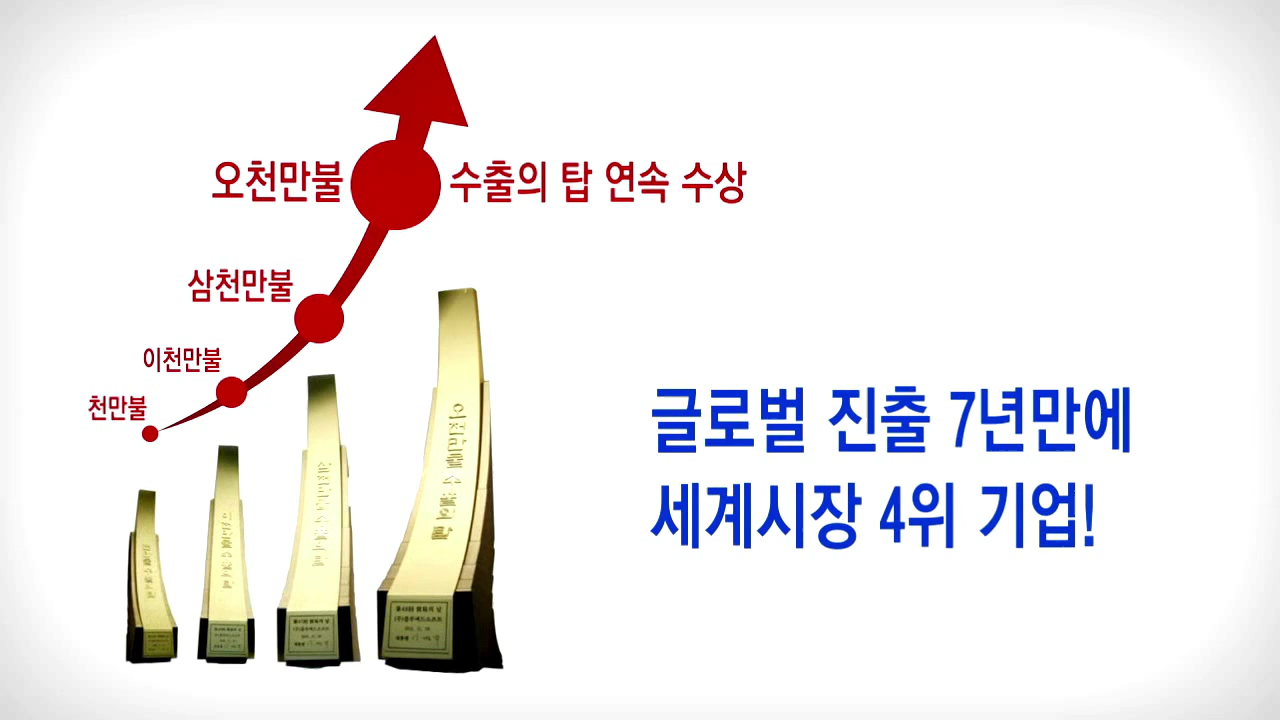 오천만불 수출의 탑 연속 수상
삼천만불
이천만불
천만불
글로벌 진출 7년만에
세계시장 4위 기업!